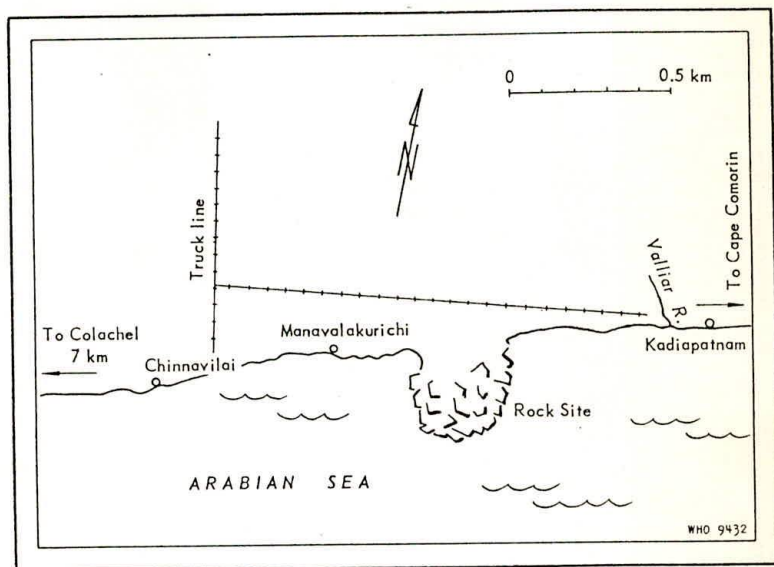 0 0.5 km
N
Truck line
Valliar R.
To Cape Comorin
To Colachel
7 km
Manavalakurichi
Chinnavilai
Kadiapatnam
Rock Site
ARABIAN SEA
WHO 9432